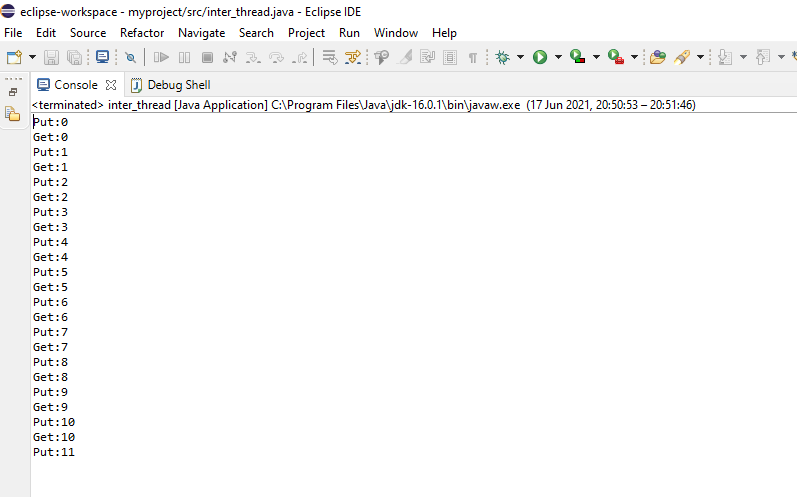 eclipse-workspace - myproject/src/inter_thread.java - Eclipse IDE
File Edit Source Refactor Navigate Search Project Run Window Help
Console Debug Shell
<terminated> inter_thread [Java Application] C:\Program Files\Java\jdk-16.0.1\bin\javaw.exe (17 Jun 2021, 20:50:53 – 20:51:46)
Put:0
Get:0
Put:1
Get:1
Put:2
Get:2
Put:3
Get:3
Put:4
Get:4
Put:5
Get:5
Put:6
Get:6
Put:7
Get:7
Put:8
Get:8
Put:9
Get:9
Put:10
Get:10
Put:11